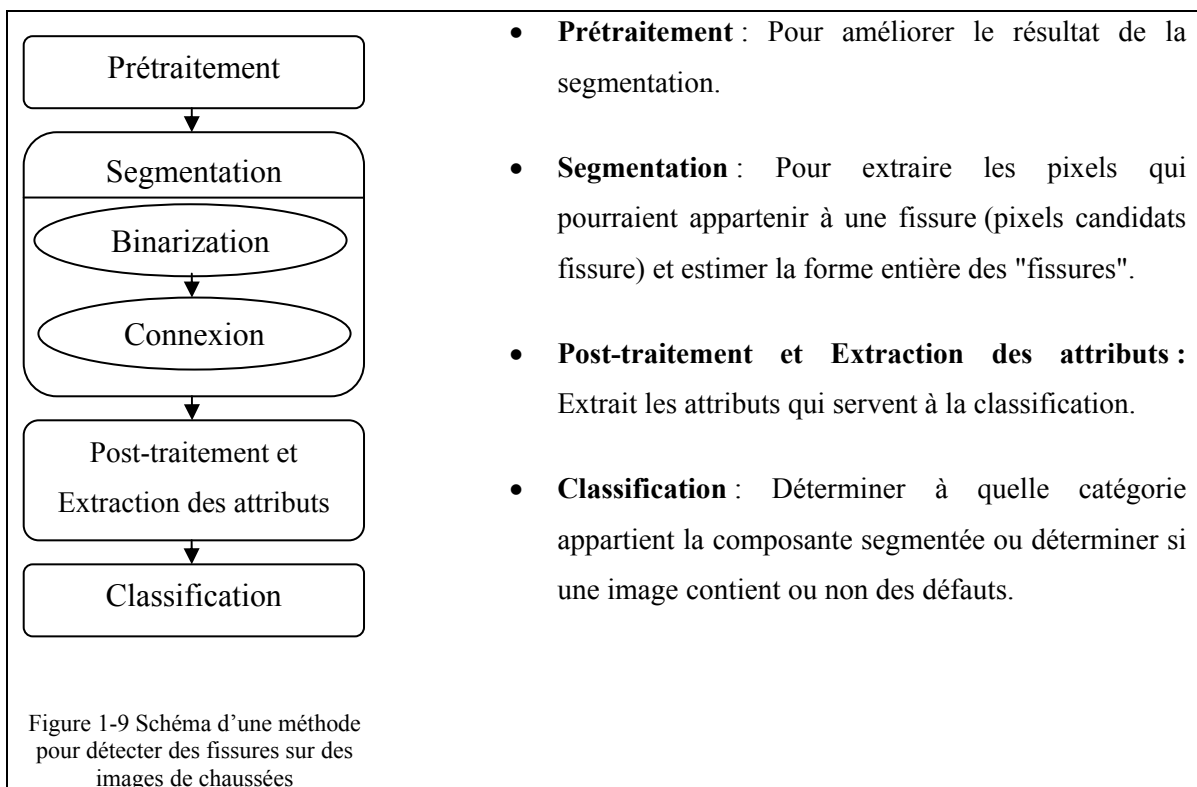 Prétraitement
Segmentation
Binarization
Connexion
Post-traitement et
Extraction des attributs
Classification
Figure 1-9 Schéma d’une méthode
pour détecter des fissures sur des
images de chaussées
• Prétraitement : Pour améliorer le résultat de la
segmentation.
• Segmentation : Pour extraire les pixels qui
pourraient appartenir à une fissure (pixels candidats
fissure) et estimer la forme entière des "fissures".
• Post-traitement et Extraction des attributs :
Extrait les attributs qui servent à la classification.
• Classification : Déterminer à quelle catégorie
appartient la composante segmentée ou déterminer si
une image contient ou non des défauts.